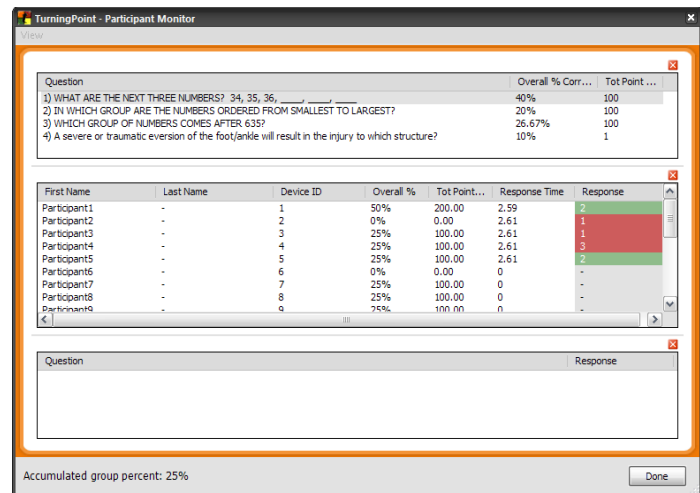 TurningPoint - Participant Monitor
View
Question Overall % Corr... Tot Point ...
1) WHAT ARE THE NEXT THREE NUMBERS? 34, 35, 36, ____, ____, ____ 40% 100
2) IN WHICH GROUP ARE THE NUMBERS ORDERED FROM SMALLEST TO LARGEST? 20% 100
3) WHICH GROUP OF NUMBERS COMES AFTER 635? 26.67% 100
4) A severe or traumatic eversion of the foot/ankle will result in the injury to which structure? 10% 1
First Name Last Name Device ID Overall % Tot Point... Response Time Response
Participant1 - 1 50% 200.00 2.59 2
Participant2 - 2 0% 0.00 2.61 1
Participant3 - 3 25% 100.00 2.61 1
Participant4 - 4 25% 100.00 2.61 3
Participant5 - 5 25% 100.00 2.61 2
Participant6 - 6 0% 0.00 0 -
Participant7 - 7 25% 100.00 0 -
Participant8 - 8 25% 100.00 0 -
Participant9 - 9 25% 100.00 0 -
Question Response
Accumulated group percent: 25% Done